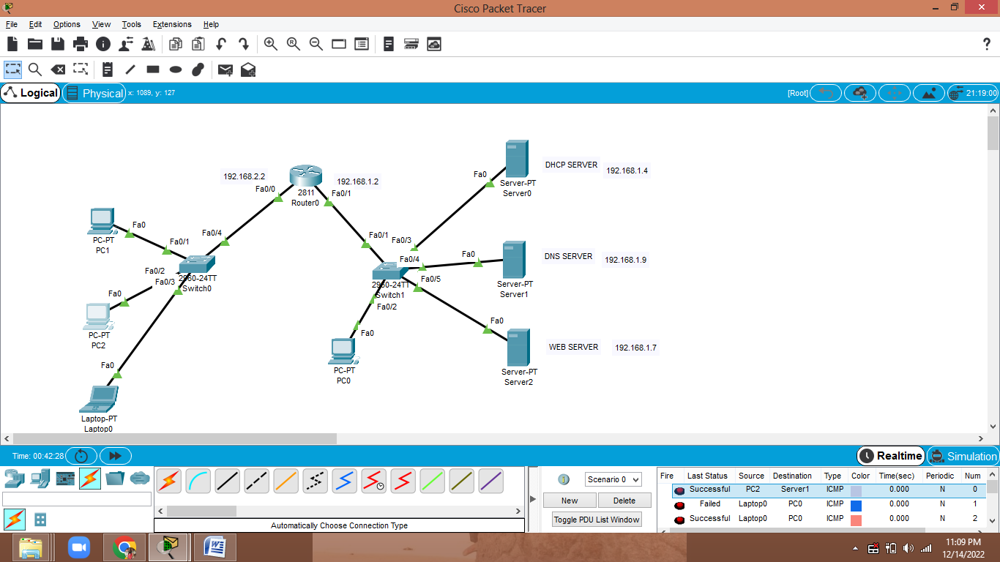 Cisco Packet Tracer
File Edit Options View Tools Extensions Help
?
Logical Physical x: 1089, y: 127 [Root] 21:19:00
DHCP SERVER 192.168.1.4
Fa0
Server-PT
Server0
192.168.2.2 192.168.1.2
Fa0/0 Fa0/1
2811
Router0
Fa0
PC-PT
PC1
Fa0/1
Fa0/4
Fa0/2
Fa0/3
2960-24TT
Switch0
Fa0
PC-PT
PC2
Fa0
Laptop-PT
Laptop0
Fa0/1
Fa0/3
Fa0/4
Fa0/5
2950-24TT
Switch1
Fa0/2
Fa0
PC-PT
PC0
Fa0
DNS SERVER 192.168.1.9
Server-PT
Server1
Fa0
WEB SERVER 192.168.1.7
Server-PT
Server2
Time: 00:42:28 Realtime Simulation
Scenario 0
New Delete
Toggle PDU List Window
Automatically Choose Connection Type
Fire Last Status Source Destination Type Color Time(sec) Periodic Num
Successful PC2 Server1 ICMP 0.000 N 0
Failed Laptop0 PC0 ICMP 0.000 N 1
Successful Laptop0 PC0 ICMP 0.000 N 2
11:09 PM
12/14/2022